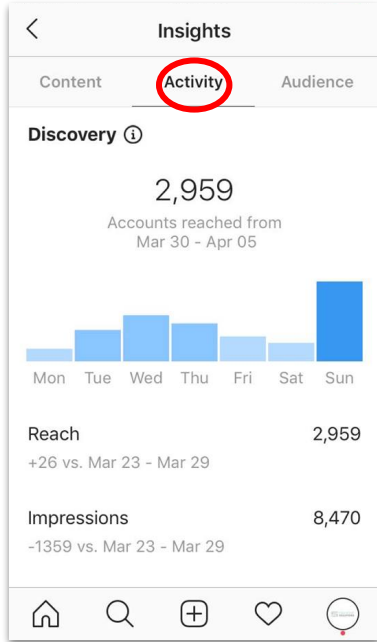 Insights
Content Activity Audience
Discovery
2,959
Accounts reached from
Mar 30 - Apr 05
Mon Tue Wed Thu Fri Sat Sun
Reach 2,959
+26 vs. Mar 23 - Mar 29
Impressions 8,470
-1359 vs. Mar 23 - Mar 29